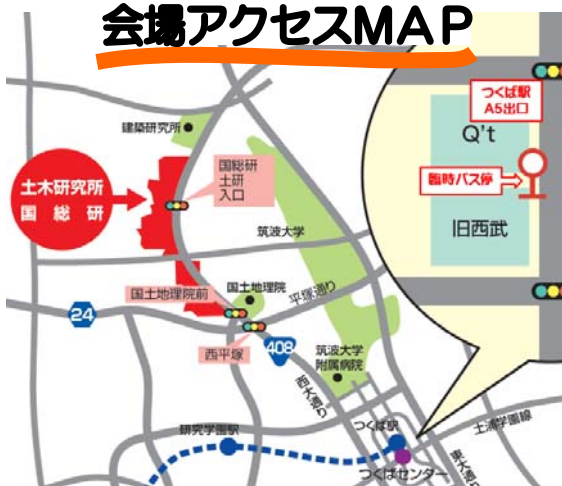 会場アクセスMAP
つくば駅
A5出口
Q't
臨時バス停
旧西武
建築研究所
国総研
土研
入口
土木研究所
国総研
筑波大学
国土地理院
国土地理院前
平塚通り
24
408
西平塚
筑波大学
附属病院
西大通り
研究学園駅
つくば駅
土浦学園線
つくばセンター
東大通り